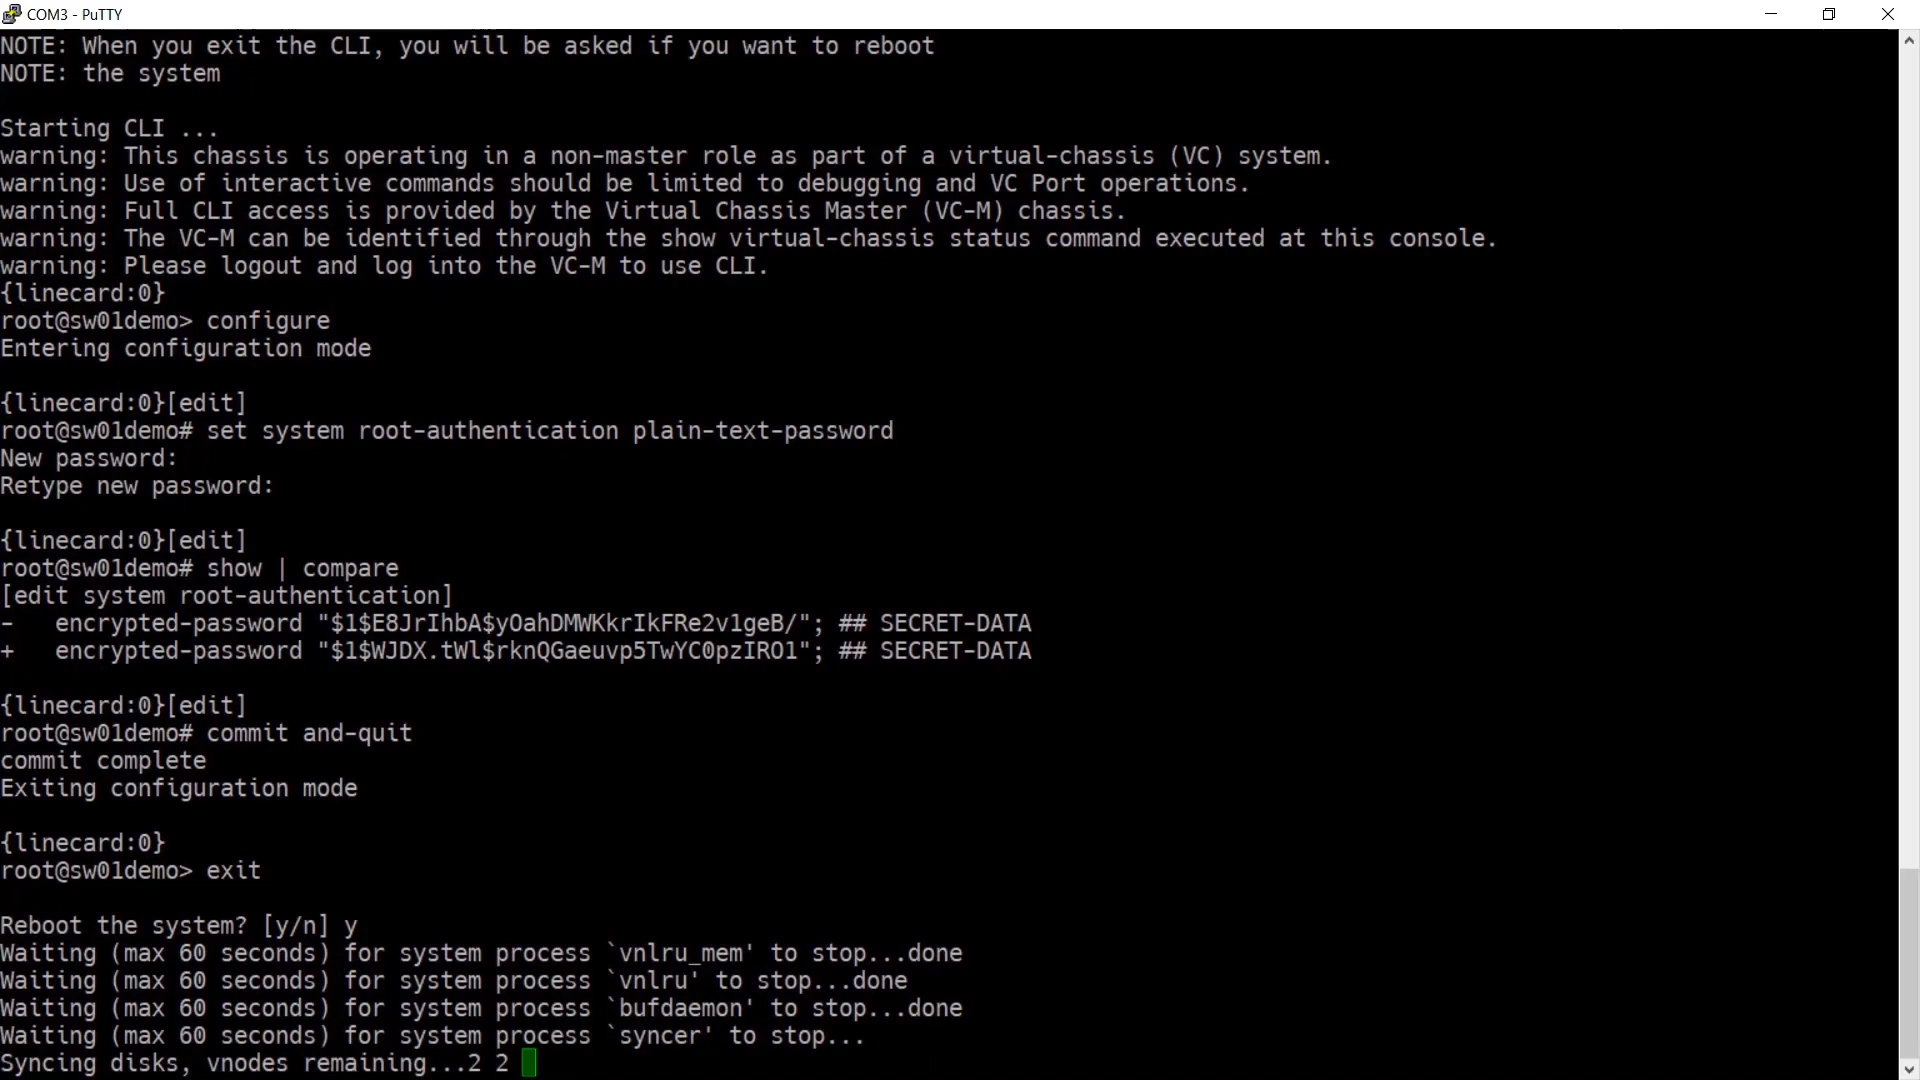 COM3 - PuTTY
NOTE: When you exit the CLI, you will be asked if you want to reboot
NOTE: the system
Starting CLI ...
warning: This chassis is operating in a non-master role as part of a virtual-chassis (VC) system.
warning: Use of interactive commands should be limited to debugging and VC Port operations.
warning: Full CLI access is provided by the Virtual Chassis Master (VC-M) chassis.
warning: The VC-M can be identified through the show virtual-chassis status command executed at this console.
warning: Please logout and log into the VC-M to use CLI.
{linecard:0}
root@sw01demo> configure
Entering configuration mode
{linecard:0}[edit]
root@sw01demo# set system root-authentication plain-text-password
New password:
Retype new password:
{linecard:0}[edit]
root@sw01demo# show | compare
[edit system root-authentication]
-   encrypted-password "$1$E8JrIhbA$yOahDMWKkrIkFRe2v1geB/"; ## SECRET-DATA
+   encrypted-password "$1$WJDX.tWl$rknQGaeuvp5TwYC0pzIRO1"; ## SECRET-DATA
{linecard:0}[edit]
root@sw01demo# commit and-quit
commit complete
Exiting configuration mode
{linecard:0}
root@sw01demo> exit
Reboot the system? [y/n] y
Waiting (max 60 seconds) for system process `vnlru_mem' to stop...done
Waiting (max 60 seconds) for system process `vnlru' to stop...done
Waiting (max 60 seconds) for system process `bufdaemon' to stop...done
Waiting (max 60 seconds) for system process `syncer' to stop...
Syncing disks, vnodes remaining...2 2